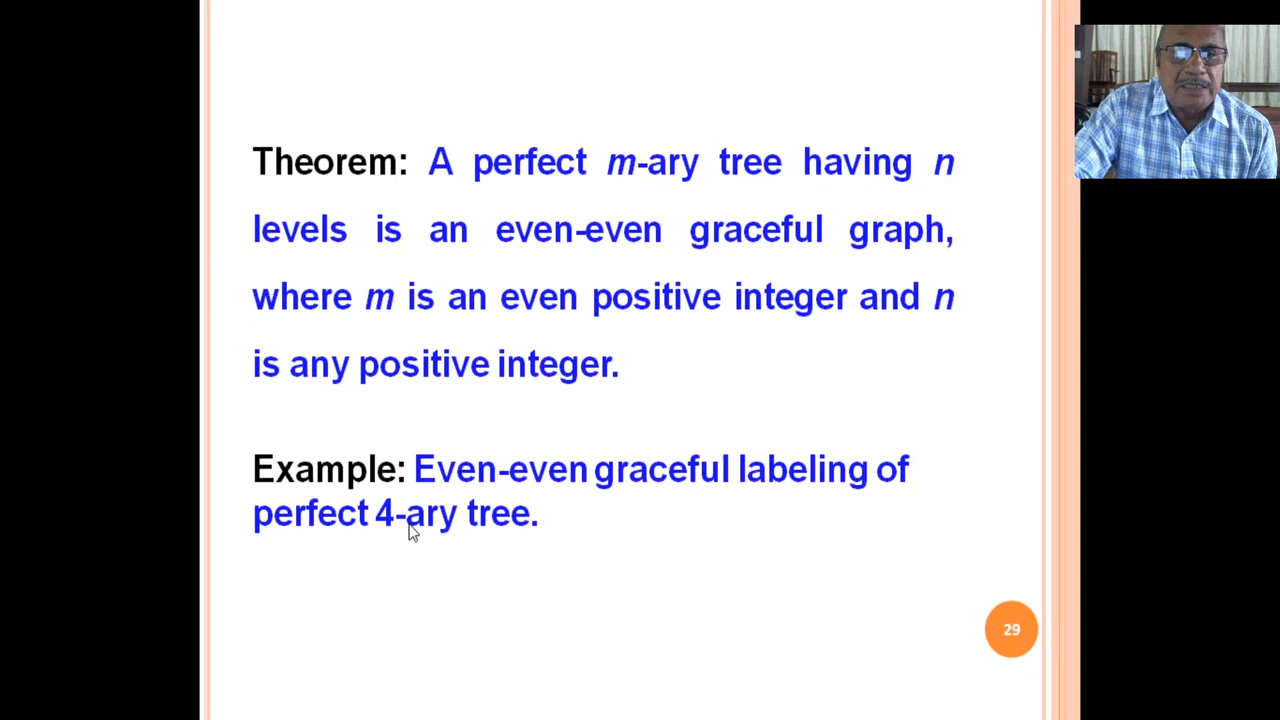 Theorem: A perfect m-ary tree having n
levels is an even-even graceful graph,
where m is an even positive integer and n
is any positive integer.
Example: Even-even graceful labeling of
perfect 4-ary tree.
29